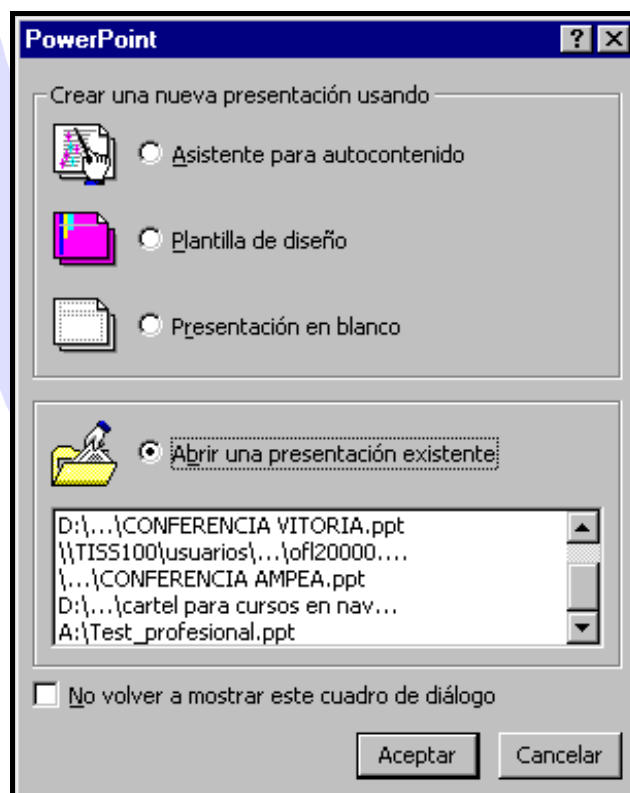 PowerPoint
Crear una nueva presentación usando
Asistente para autocontenido
Plantilla de diseño
Presentación en blanco
Abrir una presentación existente
D:\...\CONFERENCIA VITORIA.ppt
\\TISS100\usuarios\...\ofl20000....
\...\CONFERENCIA AMPEA.ppt
D:\...\cartel para cursos en nav...
A:\Test_profesional.ppt
No volver a mostrar este cuadro de diálogo
Aceptar Cancelar